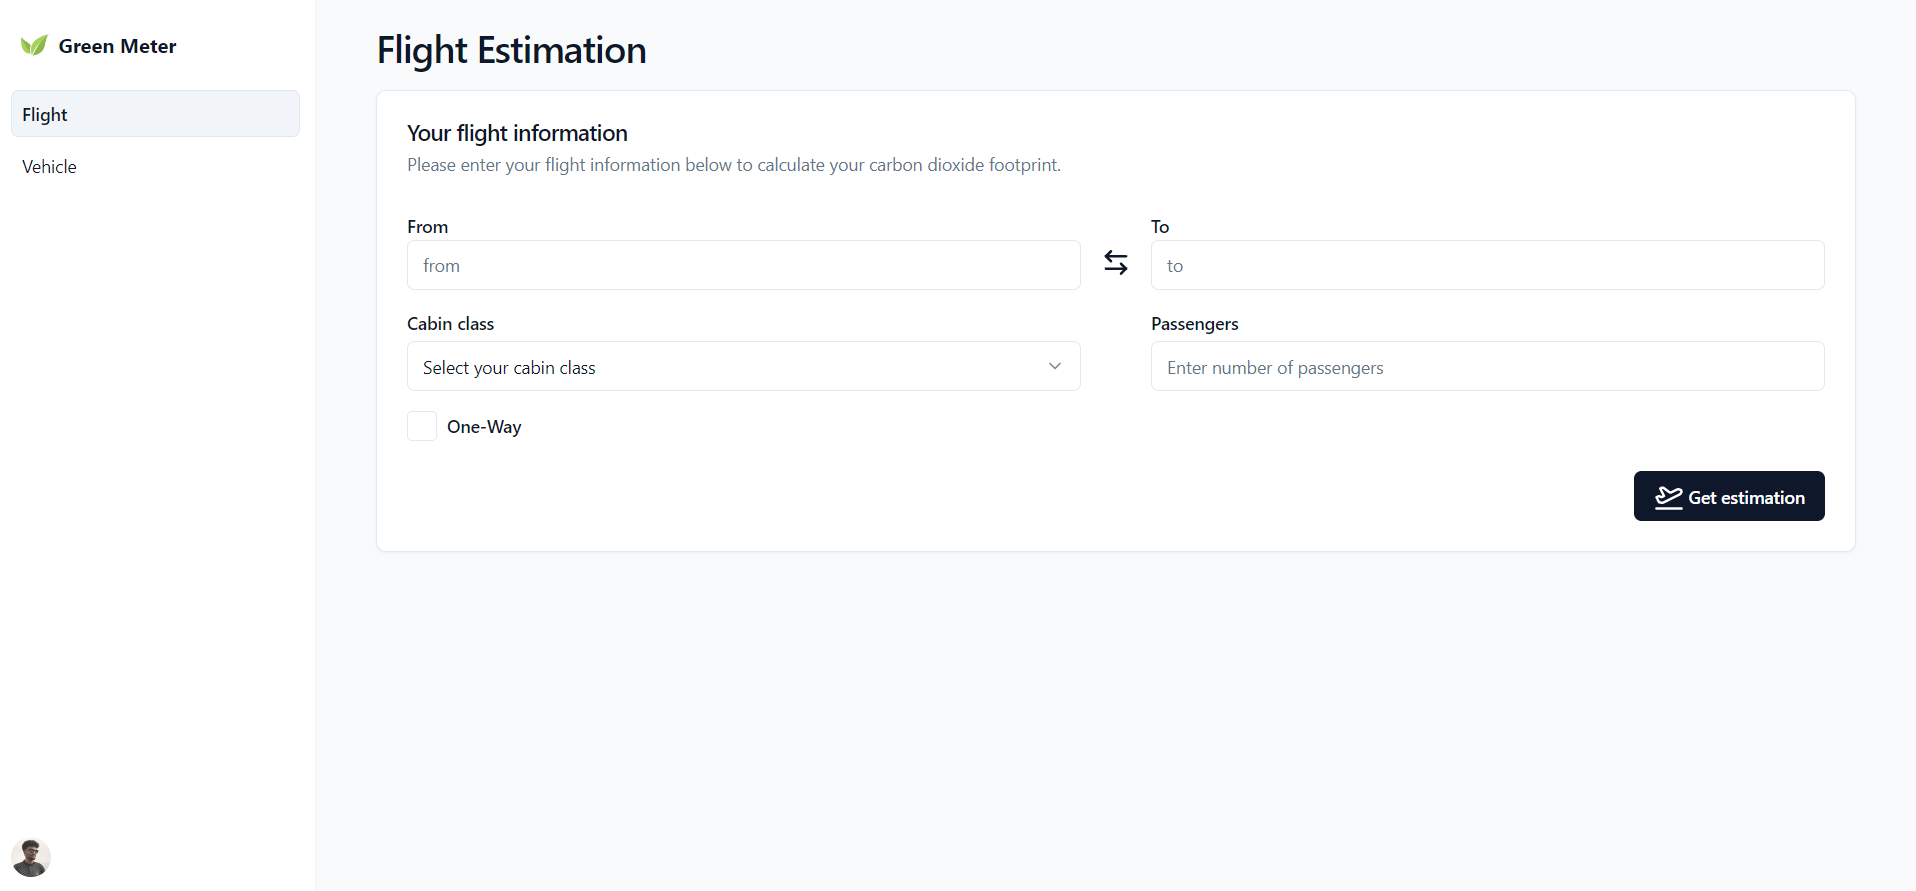 Green Meter
Flight
Vehicle
Flight Estimation
Your flight information
Please enter your flight information below to calculate your carbon dioxide footprint.
From
from
To
to
Cabin class
Select your cabin class
Passengers
Enter number of passengers
One-Way
Get estimation